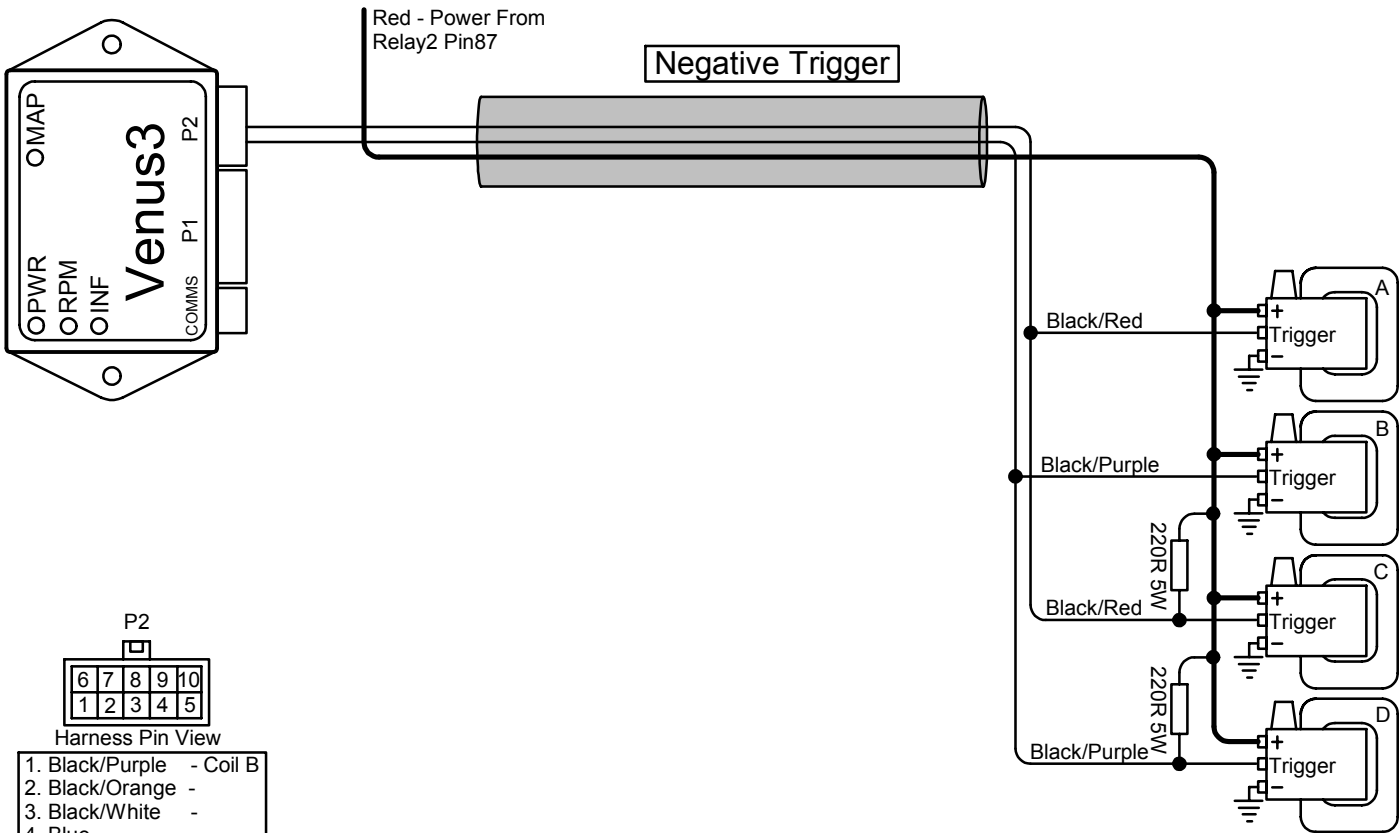 Red - Power From
Relay2 Pin87
Negative Trigger
MAP
PWR
RPM
INF
Venus3
P2
P1
COMMS
A
+
Trigger
-
Black/Red
B
+
Trigger
-
Black/Purple
220R 5W
C
+
Trigger
-
Black/Red
220R 5W
D
+
Trigger
-
Black/Purple
P2
6 7 8 9 10
1 2 3 4 5
Harness Pin View
1. Black/Purple - Coil B
2. Black/Orange -
3. Black/White -
4. Blue